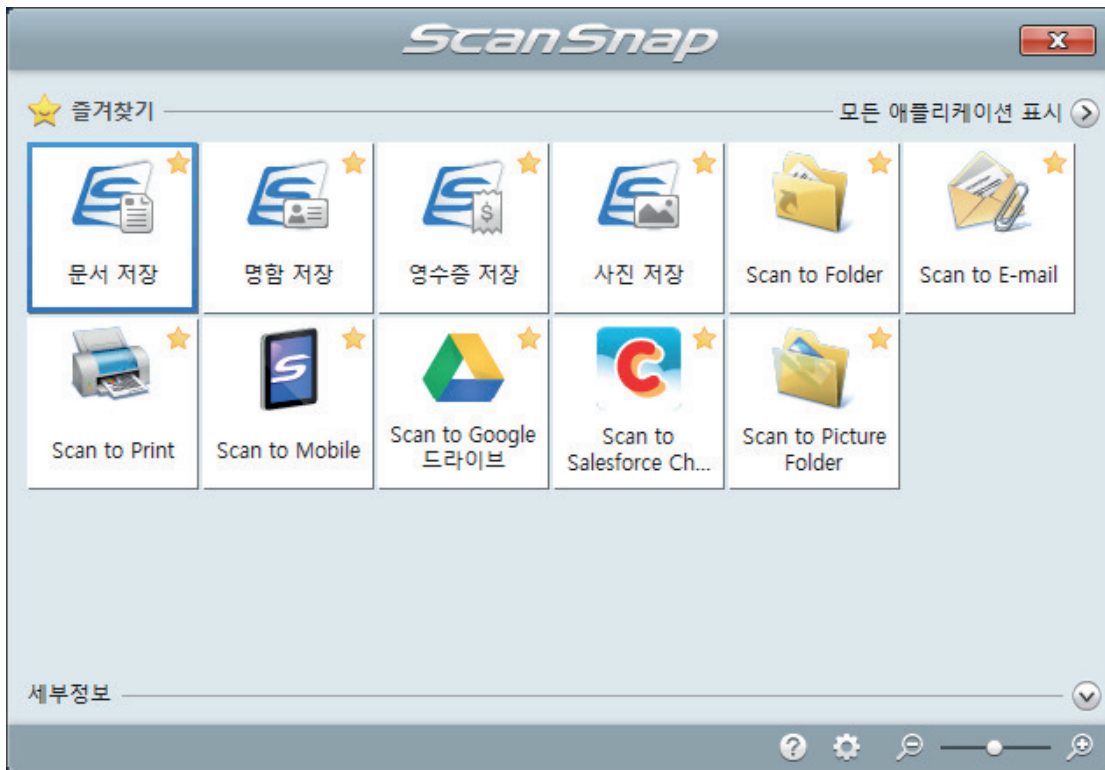 ScanSnap
즐겨찾기
모든 애플리케이션 표시
문서 저장
명함 저장
영수증 저장
사진 저장
Scan to Folder
Scan to E-mail
Scan to Print
Scan to Mobile
Scan to Google
드라이브
Scan to
Salesforce Ch...
Scan to Picture
Folder
세부정보